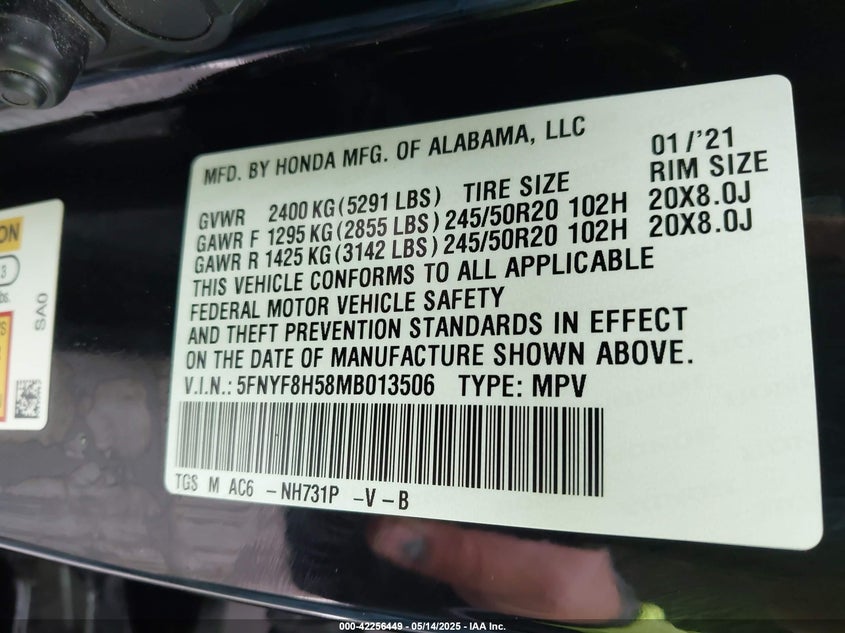 MFD. BY HONDA MFG. OF ALABAMA, LLC 01/'21
GVWR 2400 KG (5291 LBS) TIRE SIZE RIM SIZE
GAWR F 1295 KG (2855 LBS) 245/50R20 102H 20X8.0J
GAWR R 1425 KG (3142 LBS) 245/50R20 102H 20X8.0J
THIS VEHICLE CONFORMS TO ALL APPLICABLE
FEDERAL MOTOR VEHICLE SAFETY
AND THEFT PREVENTION STANDARDS IN EFFECT
ON THE DATE OF MANUFACTURE SHOWN ABOVE.
V.I.N.: 5FNYF8H58MB013506 TYPE: MPV
TGS M AC6 - NH731P - V - B
SA0
000-42256449 - 05/14/2025 - IAA Inc.